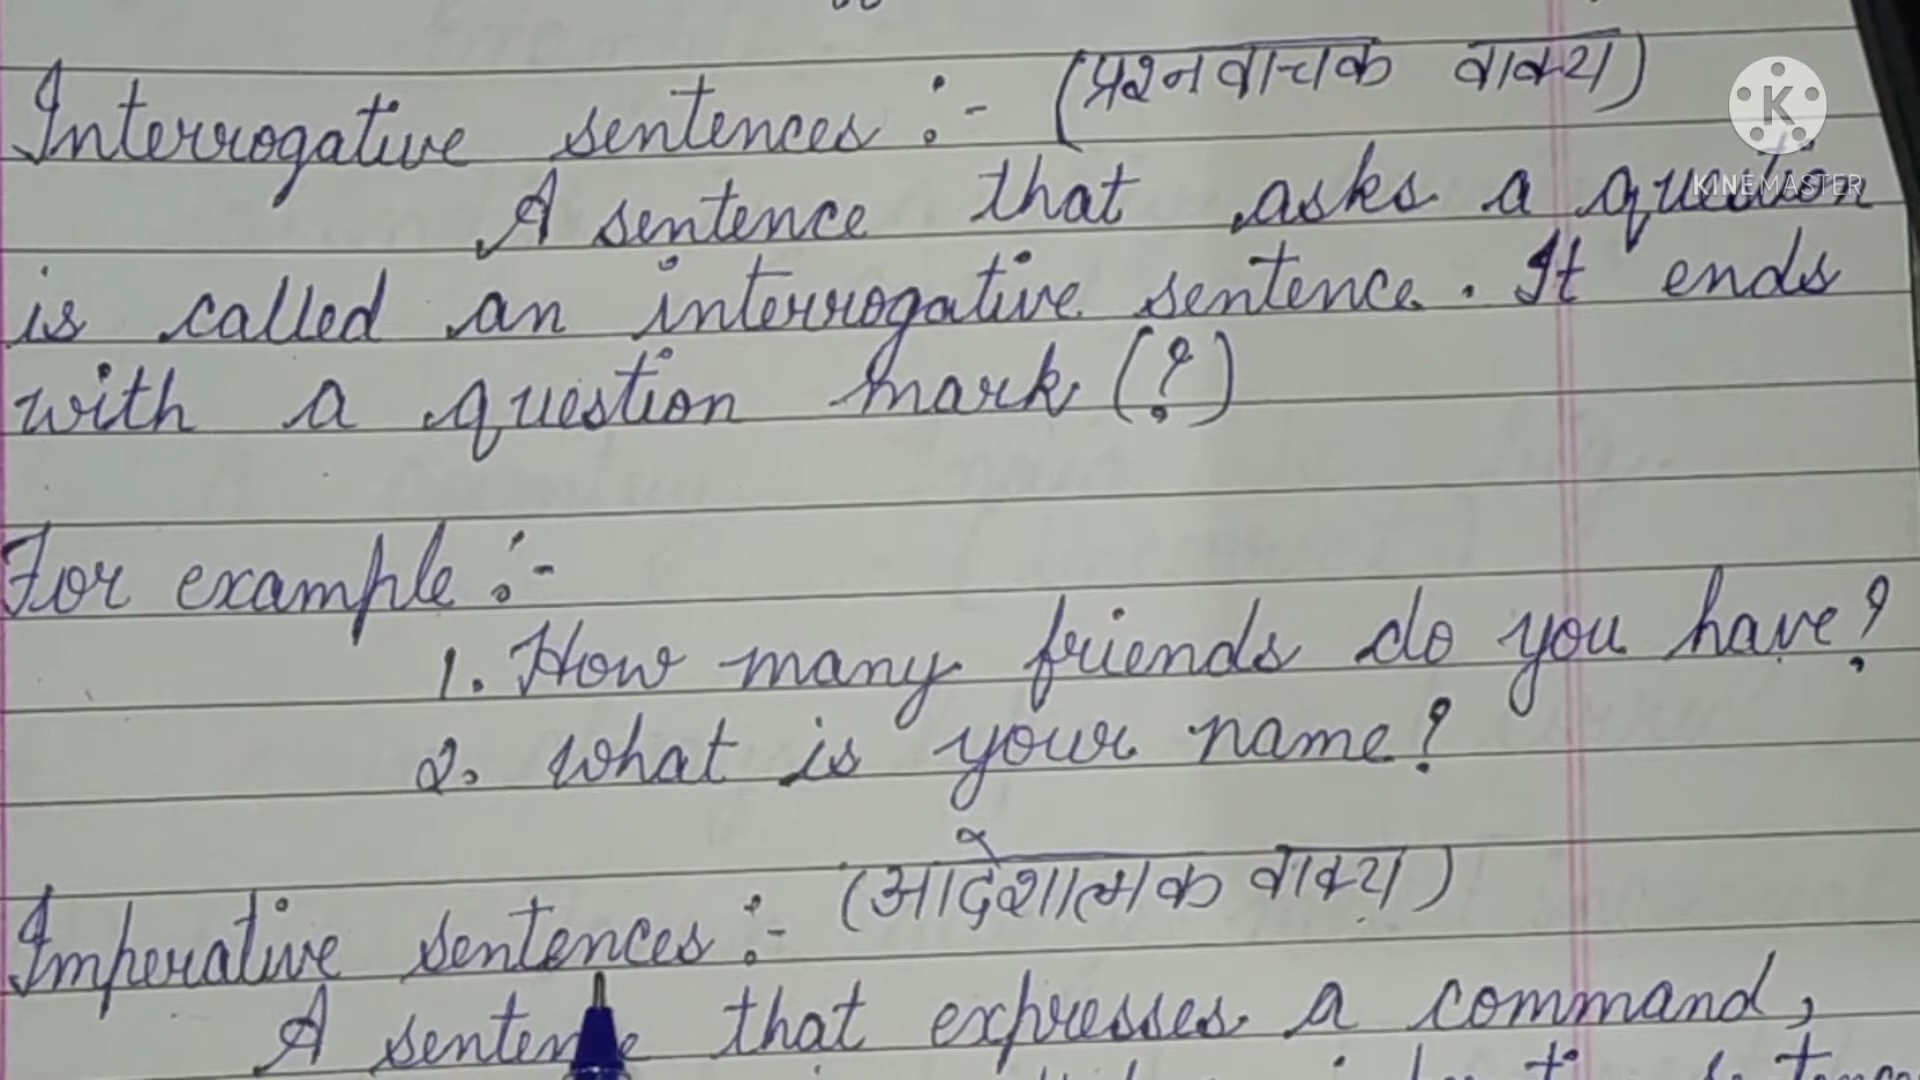 Interrogative sentences :- (प्रश्नवाचक वाक्य)
A sentence that asks a question
is called an interrogative sentence. It ends
with a question mark (?)
For example :-
1. How many friends do you have?
2. What is your name?
Imperative sentences :- (आदेशात्मक वाक्य)
A sentence that expresses a command,
K
KINEMASTER